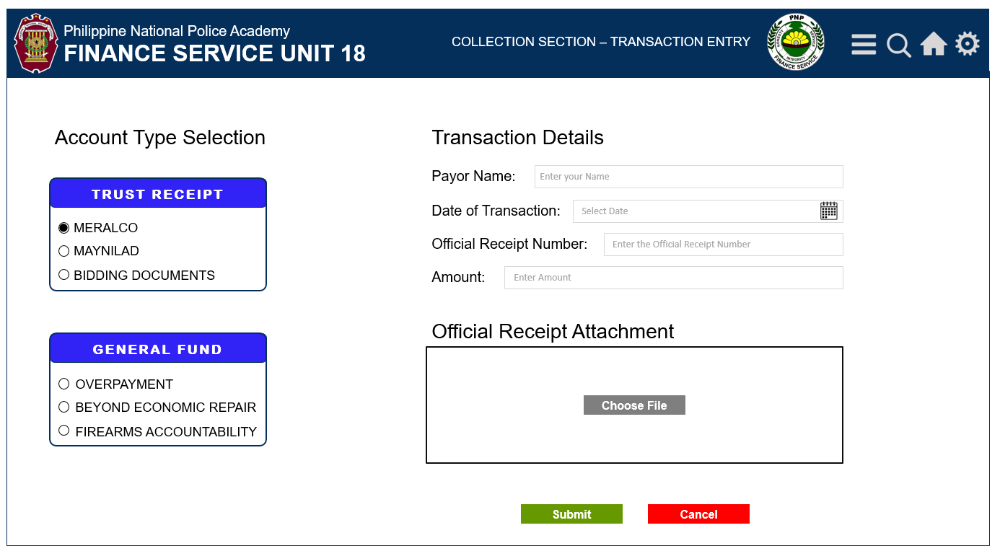 Philippine National Police Academy
FINANCE SERVICE UNIT 18
COLLECTION SECTION – TRANSACTION ENTRY
PNP
SERVICE
INTEGRITY
FINANCE SERVICE
Account Type Selection
TRUST RECEIPT
MERALCO
MAYNILAD
BIDDING DOCUMENTS
GENERAL FUND
OVERPAYMENT
BEYOND ECONOMIC REPAIR
FIREARMS ACCOUNTABILITY
Transaction Details
Payor Name: Enter your Name
Date of Transaction: Select Date
Official Receipt Number: Enter the Official Receipt Number
Amount: Enter Amount
Official Receipt Attachment
Choose File
Submit Cancel